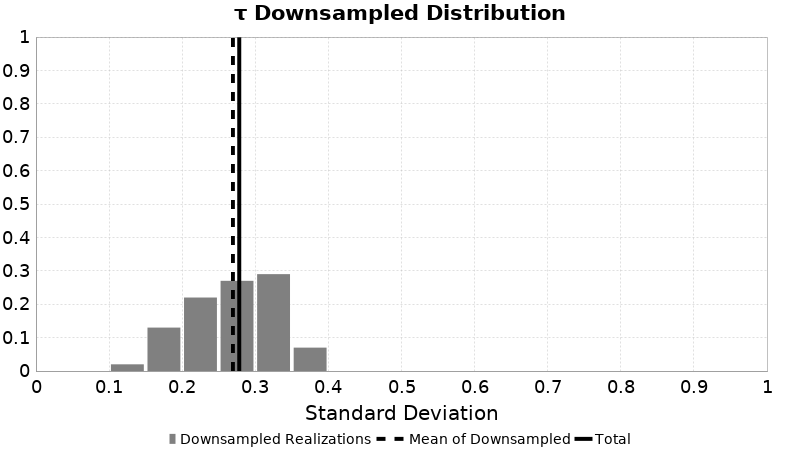 τ Downsampled Distribution
1
0.9
0.8
0.7
0.6
0.5
0.4
0.3
0.2
0.1
0
0 0.1 0.2 0.3 0.4 0.5 0.6 0.7 0.8 0.9 1
Standard Deviation
Downsampled Realizations Mean of Downsampled Total